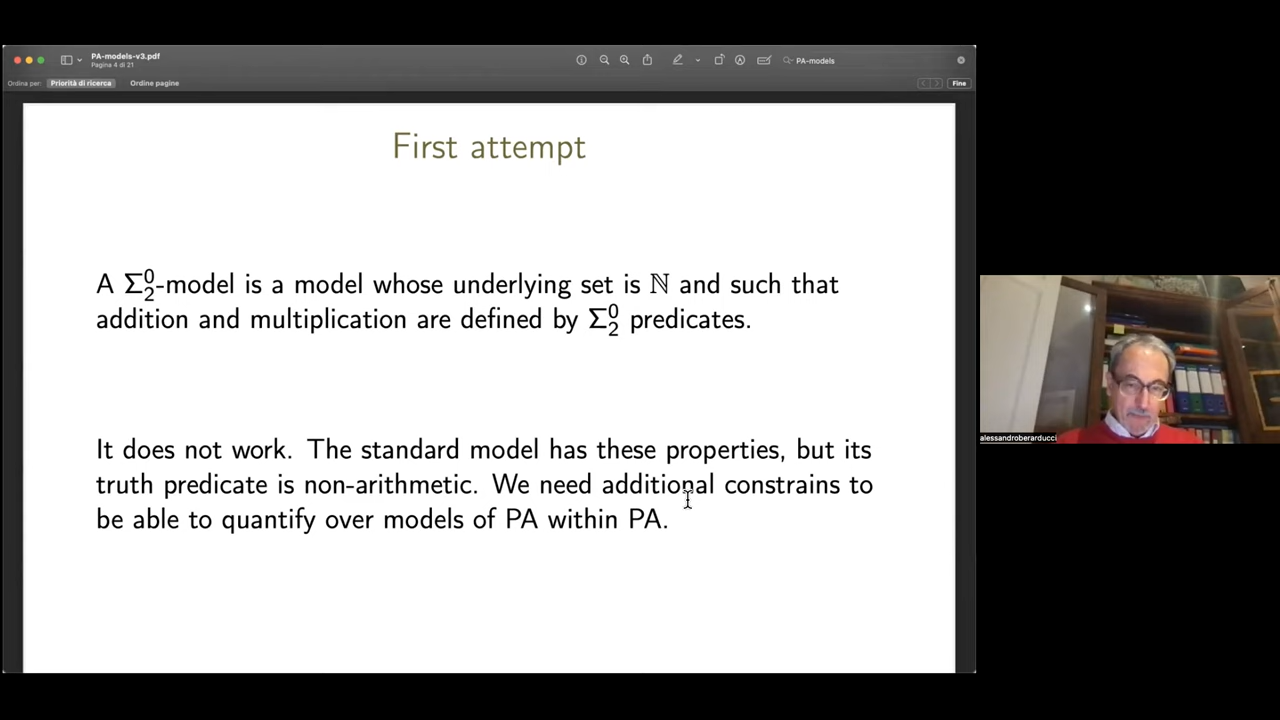 PA-models-v3.pdf
Pagina 4 di 21
PA-models
Ordina per: Priorità di ricerca Ordine pagine Fine
First attempt
A Σ⁰₂-model is a model whose underlying set is ℕ and such that
addition and multiplication are defined by Σ⁰₂ predicates.
It does not work. The standard model has these properties, but its
truth predicate is non-arithmetic. We need additional constrains to
be able to quantify over models of PA within PA.
alessandroberarducci